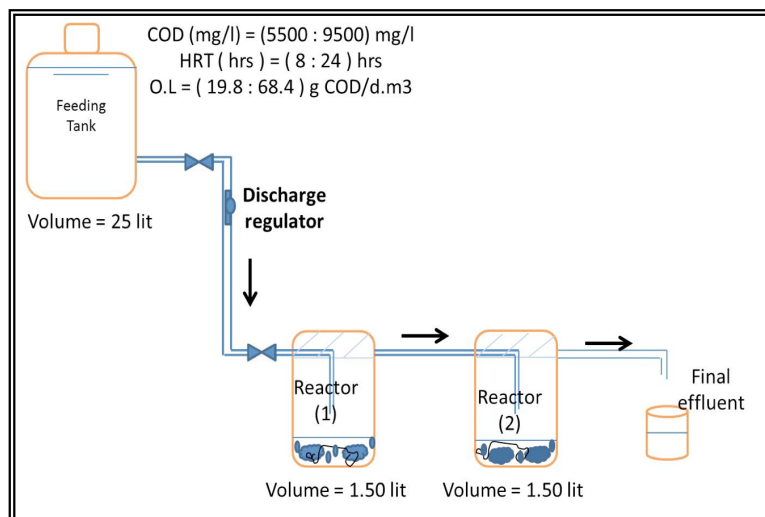 COD (mg/l) = (5500 : 9500) mg/l
HRT ( hrs ) = ( 8 : 24 ) hrs
O.L = ( 19.8 : 68.4 ) g COD/d.m3
Feeding
Tank
Volume = 25 lit
Discharge
regulator
Reactor
(1)
Reactor
(2)
Final
effluent
Volume = 1.50 lit
Volume = 1.50 lit